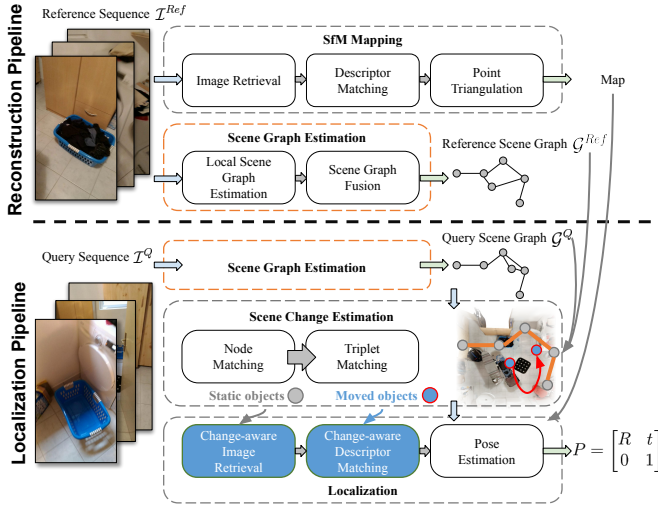 Reconstruction Pipeline
Reference Sequence 𝓘^{Ref}
SfM Mapping
Image Retrieval
Descriptor
Matching
Point
Triangulation
Map
Scene Graph Estimation
Local Scene
Graph
Estimation
Scene Graph
Fusion
Reference Scene Graph 𝓖^{Ref}
Localization Pipeline
Query Sequence 𝓘^Q
Scene Graph Estimation
Query Scene Graph 𝓖^Q
Scene Change Estimation
Node
Matching
Triplet
Matching
Static objects
Moved objects
Change-aware
Image
Retrieval
Change-aware
Descriptor
Matching
Pose
Estimation
P = [R t
0 1]
Localization